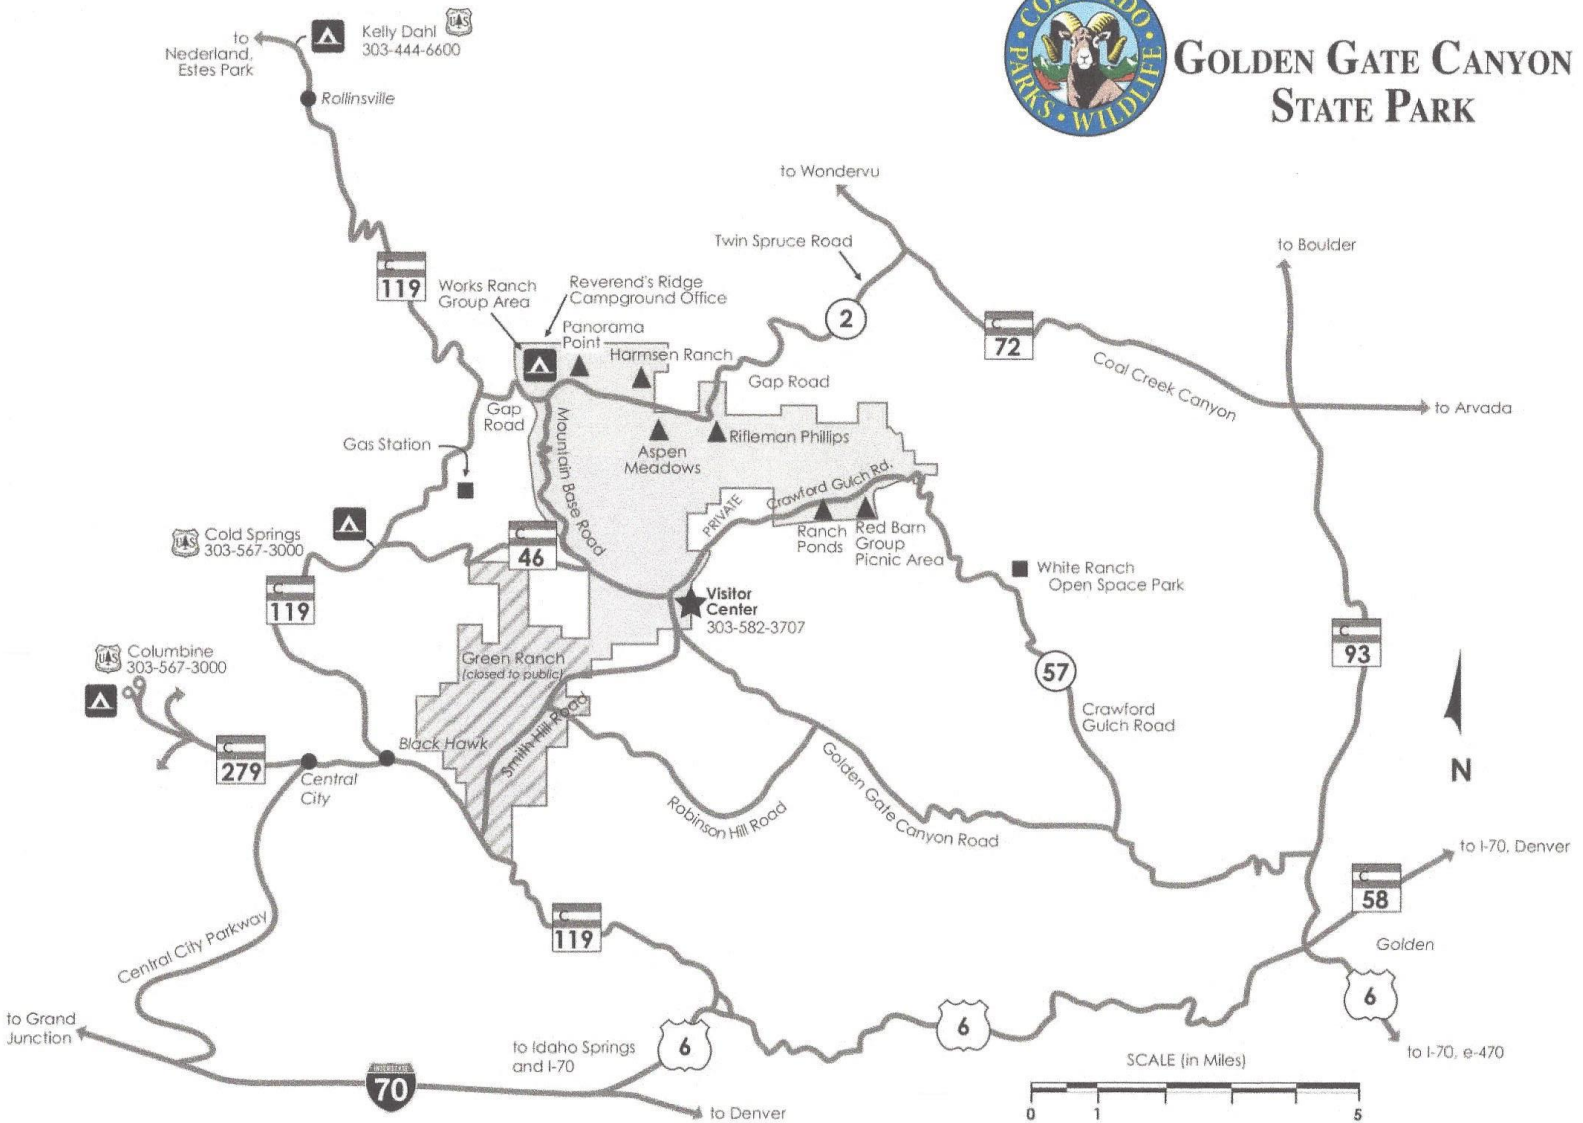 COLORADO
PARKS • WILDLIFE
GOLDEN GATE CANYON
STATE PARK
to
Nederland,
Estes Park
Kelly Dahl
303-444-6600
US
Rollinsville
to Wondervu
Twin Spruce Road
to Boulder
C
119
Works Ranch
Group Area
Reverend's Ridge
Campground Office
Panorama
Point
Harmsen Ranch
2
C
72
Coal Creek Canyon
to Arvada
Gap Road
Gap
Road
Gas Station
Mountain Base Road
Aspen
Meadows
Rifleman Phillips
PRIVATE
Crawford Gulch Rd.
Ranch
Ponds
Red Barn
Group
Picnic Area
US
Cold Springs
303-567-3000
C
46
White Ranch
Open Space Park
C
119
Visitor
Center
303-582-3707
C
93
US
Columbine
303-567-3000
Green Ranch
(closed to public)
57
Crawford
Gulch Road
Smith Hill Road
C
279
Black Hawk
Central
City
Robinson Hill Road
Golden Gate Canyon Road
N
to I-70, Denver
C
58
Golden
C
119
Central City Parkway
6
to Grand
Junction
6
6
to Idaho Springs
and I-70
to I-70, e-470
INTERSTATE
70
to Denver
SCALE (in Miles)
0 1 5